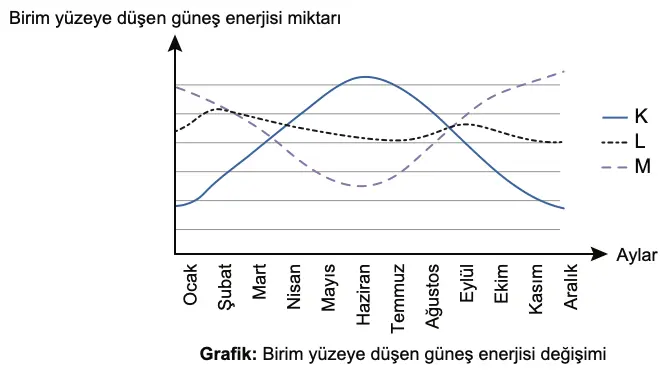 Birim yüzeye düşen güneş enerjisi miktarı
K
L
M
Aylar
Ocak
Şubat
Mart
Nisan
Mayıs
Haziran
Temmuz
Ağustos
Eylül
Ekim
Kasım
Aralık
Grafik: Birim yüzeye düşen güneş enerjisi değişimi